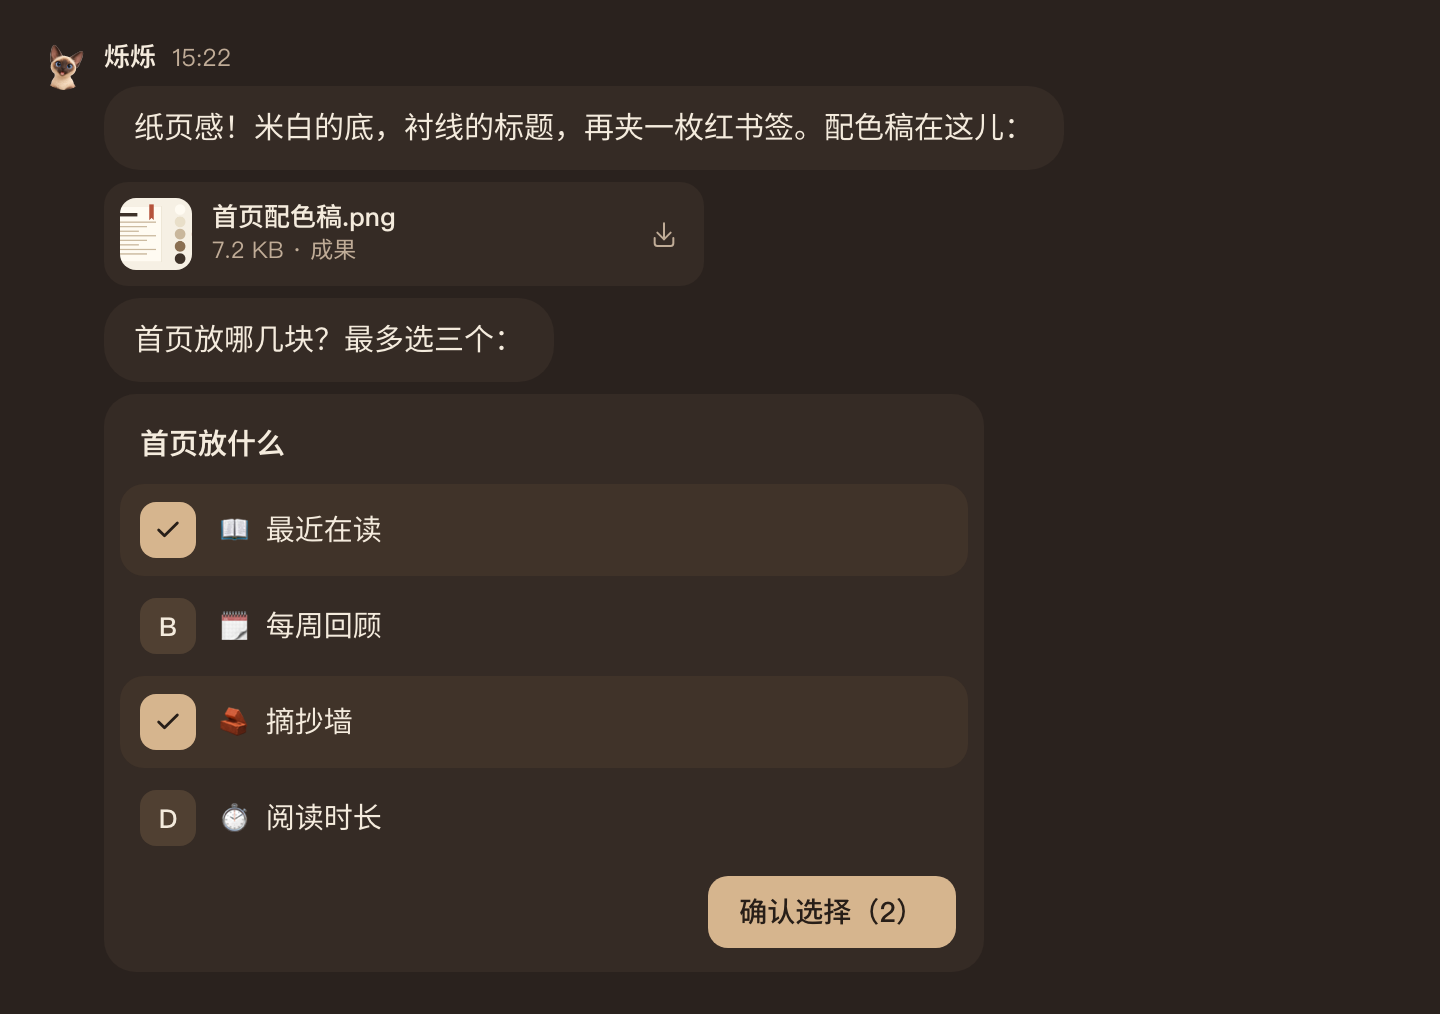 烁烁 15:22
纸页感！米白的底，衬线的标题，再夹一枚红书签。配色稿在这儿：
首页配色稿.png
7.2 KB · 成果
首页放哪几块？最多选三个：
首页放什么
最近在读
B 每周回顾
摘抄墙
D 阅读时长
确认选择（2）